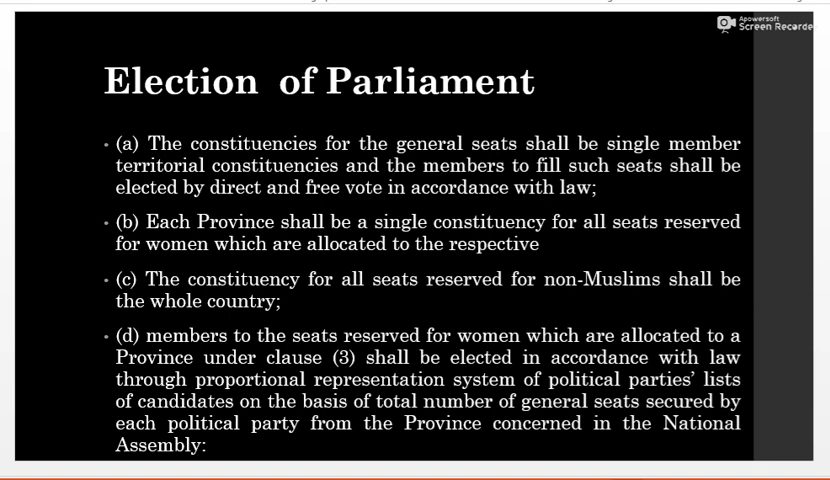 Apowersoft
Screen Recorder
Election of Parliament
• (a) The constituencies for the general seats shall be single member
territorial constituencies and the members to fill such seats shall be
elected by direct and free vote in accordance with law;
• (b) Each Province shall be a single constituency for all seats reserved
for women which are allocated to the respective
• (c) The constituency for all seats reserved for non-Muslims shall be
the whole country;
• (d) members to the seats reserved for women which are allocated to a
Province under clause (3) shall be elected in accordance with law
through proportional representation system of political parties’ lists
of candidates on the basis of total number of general seats secured by
each political party from the Province concerned in the National
Assembly: